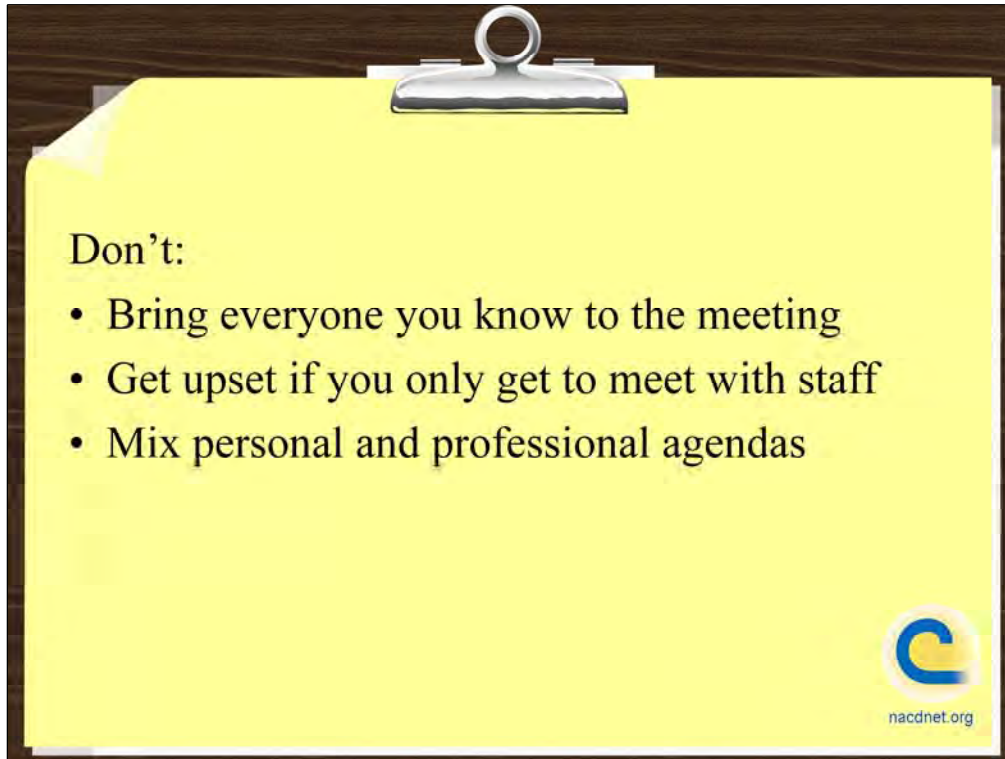 Don’t:
• Bring everyone you know to the meeting
• Get upset if you only get to meet with staff
• Mix personal and professional agendas
nacdnet.org